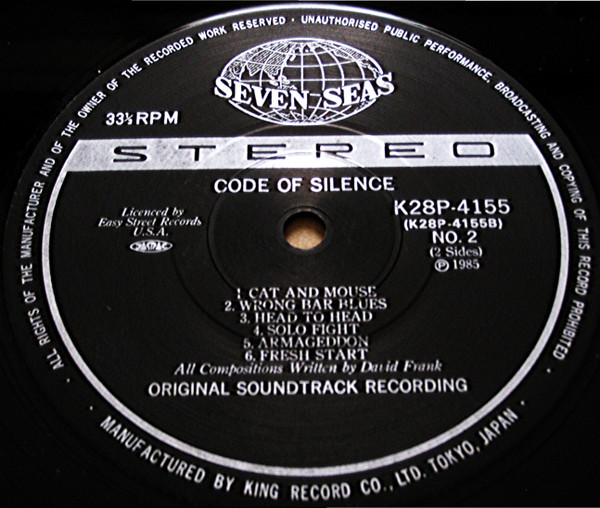 ALL RIGHTS OF THE MANUFACTURER AND OF THE OWNER OF THE RECORDED WORK RESERVED · UNAUTHORISED PUBLIC PERFORMANCE, BROADCASTING AND COPYING OF THIS RECORD PROHIBITED ·
SEVEN SEAS
33⅓ RPM
STEREO
CODE OF SILENCE
Licenced by
Easy Street Records
U.S.A.
K28P-4155
(K28P-4155B)
NO. 2
(2 Sides)
℗ 1985
1. CAT AND MOUSE
2. WRONG BAR BLUES
3. HEAD TO HEAD
4. SOLO FIGHT
5. ARMAGEDDON
6. FRESH START
All Compositions Written by David Frank
ORIGINAL SOUNDTRACK RECORDING
· MANUFACTURED BY KING RECORD CO., LTD. TOKYO, JAPAN ·